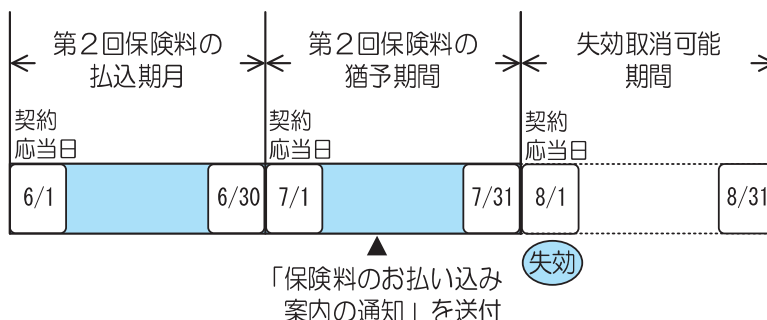 第2回保険料の
払込期月
第2回保険料の
猶予期間
失効取消可能
期間
契約
応当日
契約
応当日
契約
応当日
6/1
6/30
7/1
7/31
8/1
8/31
失効
「保険料のお払い込み
案内の通知」を送付